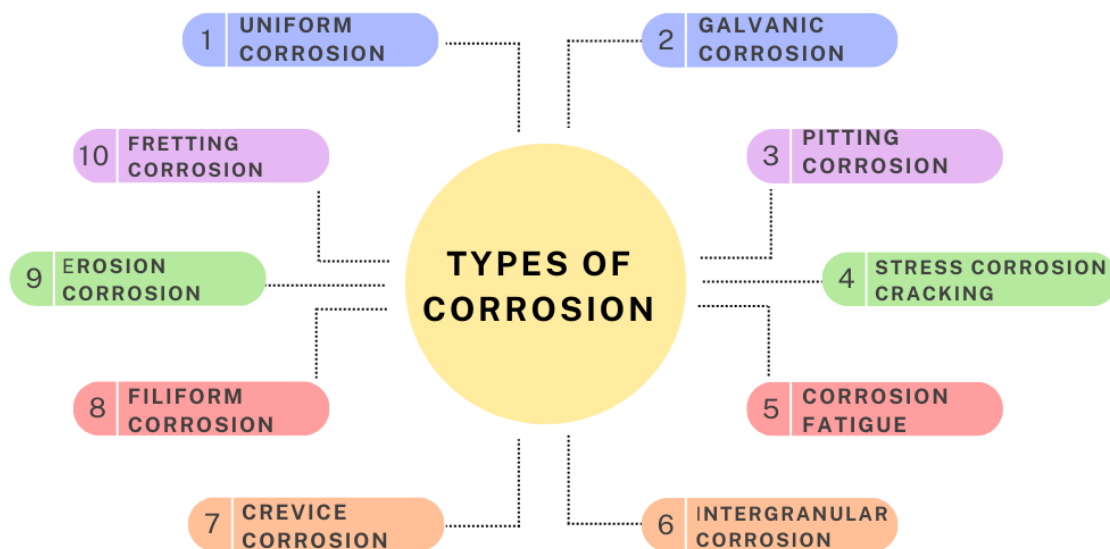 1 UNIFORM
CORROSION
2 GALVANIC
CORROSION
10 FRETTING
CORROSION
3 PITTING
CORROSION
TYPES OF
CORROSION
9 EROSION
CORROSION
4 STRESS CORROSION
CRACKING
8 FILIFORM
CORROSION
5 CORROSION
FATIGUE
7 CREVICE
CORROSION
6 INTERGRANULAR
CORROSION